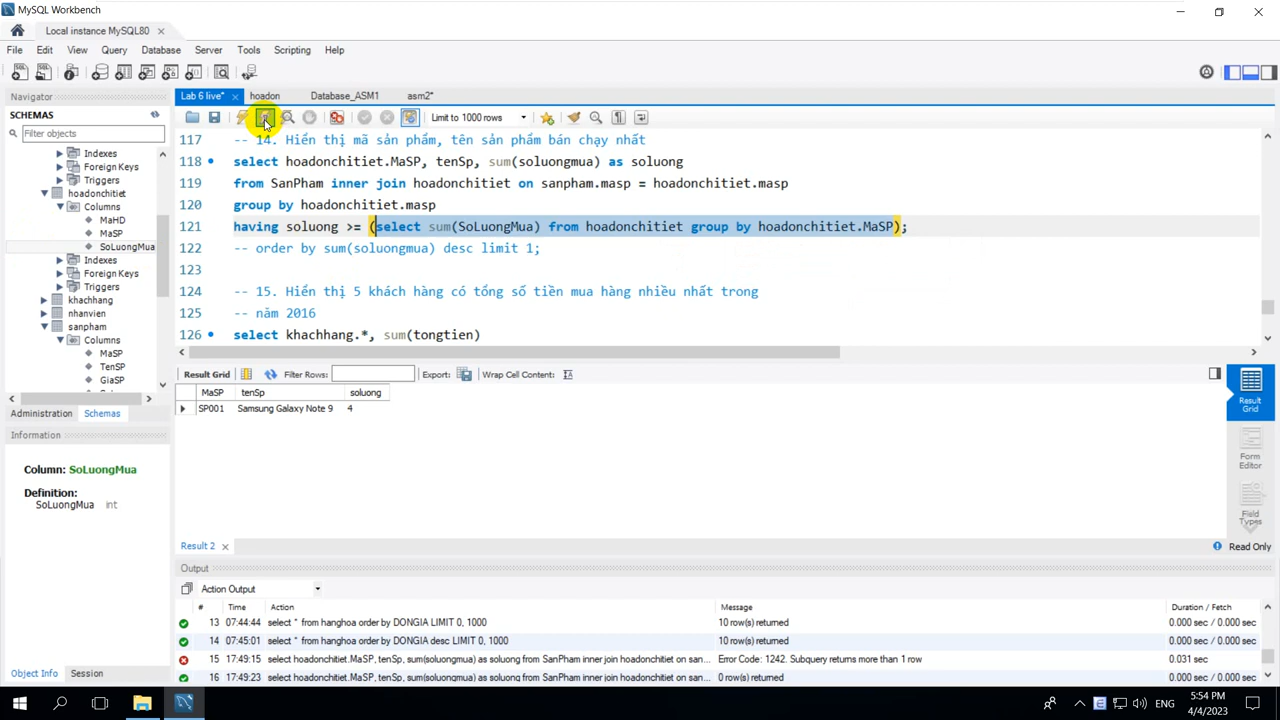 MySQL Workbench
Local instance MySQL80
File Edit View Query Database Server Tools Scripting Help
Navigator
Lab 6 live* hoadon Database_ASM1 asm2*
SCHEMAS
Filter objects
Limit to 1000 rows
Indexes
Foreign Keys
Triggers
hoadonchitiet
Columns
MaHD
MaSP
SoLuongMua
Indexes
Foreign Keys
Triggers
khachhang
nhanvien
sanpham
Columns
MaSP
TenSP
GiaSP
117 -- 14. Hiển thị mã sản phẩm, tên sản phẩm bán chạy nhất
118 select hoadonchitiet.MaSP, tenSp, sum(soluongmua) as soluong
119 from SanPham inner join hoadonchitiet on sanpham.masp = hoadonchitiet.masp
120 group by hoadonchitiet.masp
121 having soluong >= (select sum(SoLuongMua) from hoadonchitiet group by hoadonchitiet.MaSP);
122 -- order by sum(soluongmua) desc limit 1;
123
124 -- 15. Hiển thị 5 khách hàng có tổng số tiền mua hàng nhiều nhất trong
125 -- năm 2016
126 select khachhang.*, sum(tongtien)
Administration Schemas
Information
Column: SoLuongMua
Definition:
SoLuongMua int
Object Info Session
Result Grid Filter Rows: Export: Wrap Cell Content:
MaSP tenSp soluong
SP001 Samsung Galaxy Note 9 4
Result Grid
Form Editor
Field Types
Result 2
Read Only
Output
Action Output
# Time Action Message Duration / Fetch
13 07:44:44 select * from hanghoa order by DONGIA LIMIT 0, 1000 10 row(s) returned 0.000 sec / 0.000 sec
14 07:45:01 select * from hanghoa order by DONGIA desc LIMIT 0, 1000 10 row(s) returned 0.000 sec / 0.000 sec
15 17:49:15 select hoadonchitiet.MaSP, tenSp, sum(soluongmua) as soluong from SanPham inner join hoadonchitiet on san... Error Code: 1242. Subquery returns more than 1 row 0.031 sec
16 17:49:23 select hoadonchitiet.MaSP, tenSp, sum(soluongmua) as soluong from SanPham inner join hoadonchitiet on sanp... 0 row(s) returned 0.000 sec / 0.000 sec
ENG
5:54 PM
4/4/2023